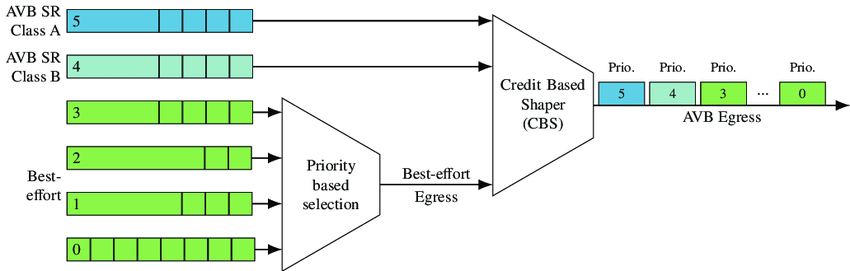 AVB SR
Class A
5
AVB SR
Class B
4
3
2
Best-
effort
1
0
Priority
based
selection
Best-effort
Egress
Credit Based
Shaper
(CBS)
Prio. Prio. Prio. Prio.
5 4 3 ... 0
AVB Egress